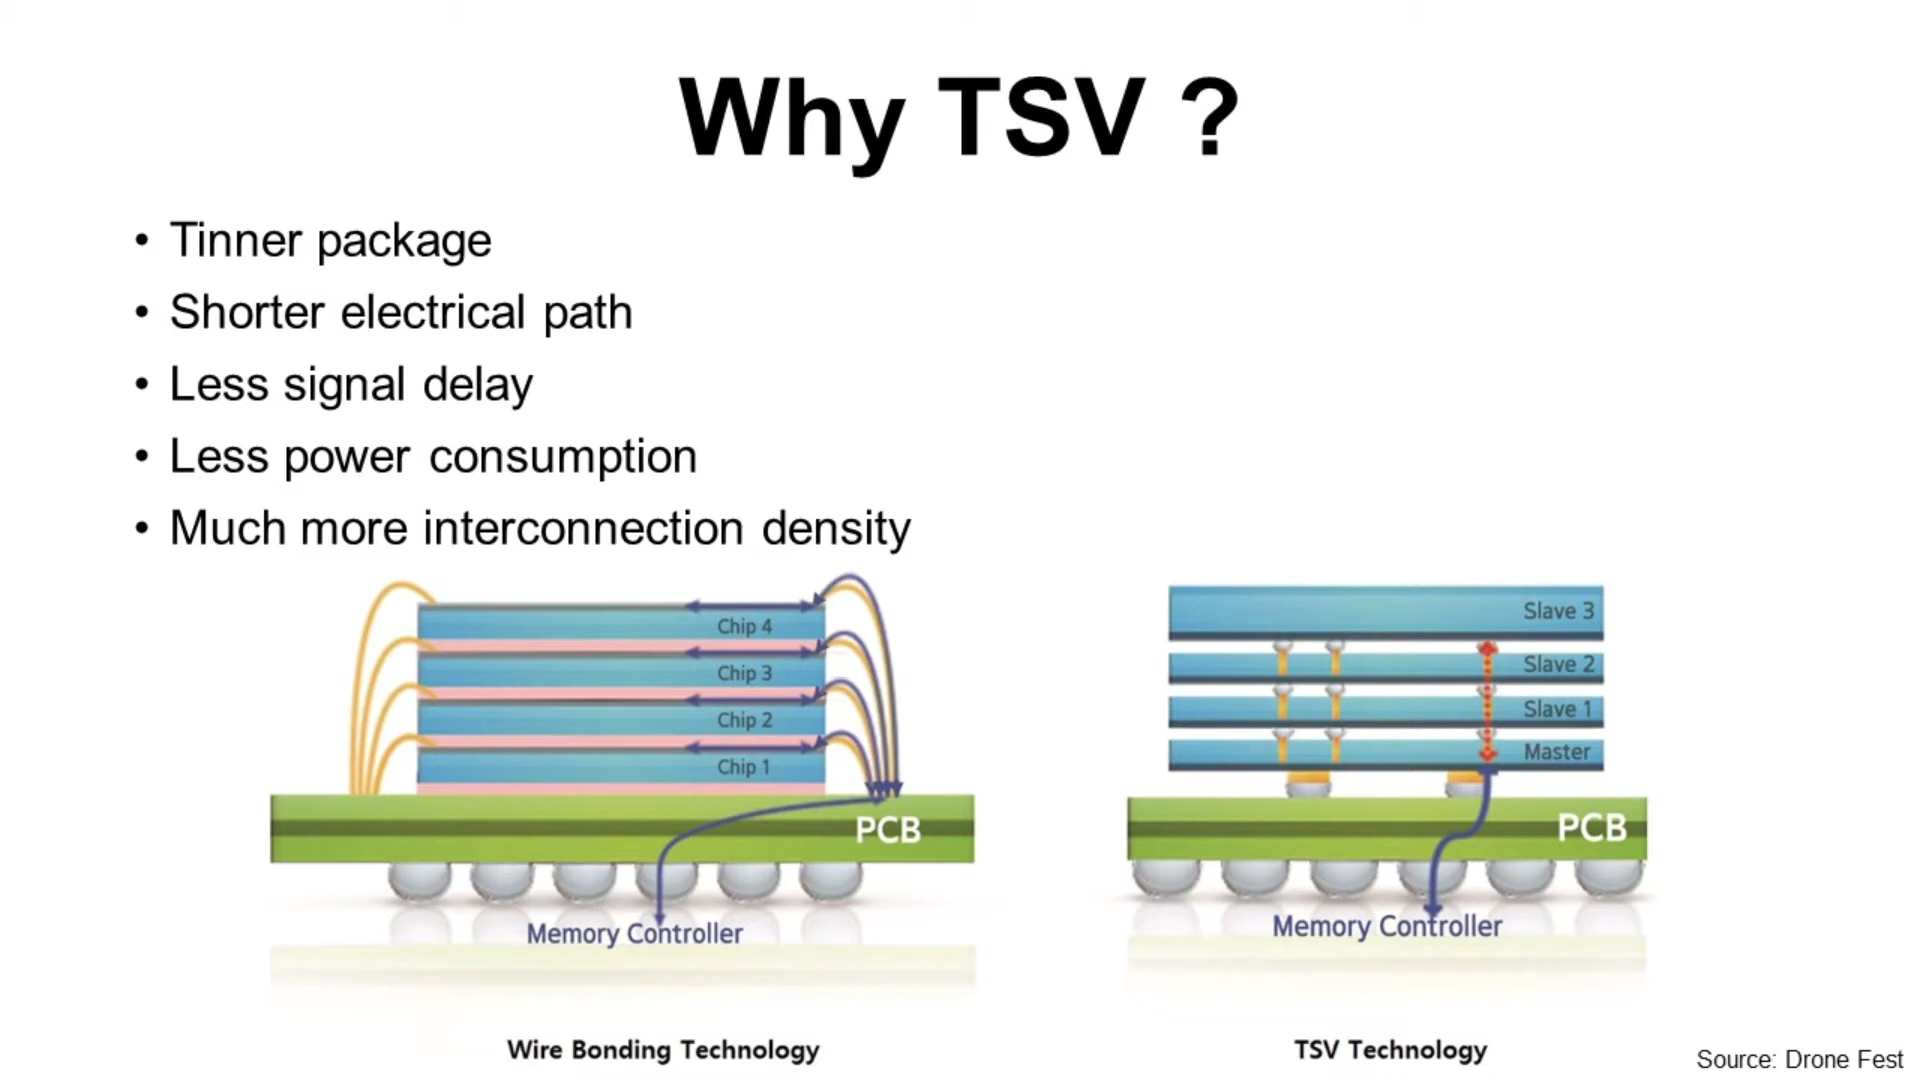 Why TSV ?
• Tinner package
• Shorter electrical path
• Less signal delay
• Less power consumption
• Much more interconnection density
Chip 4
Chip 3
Chip 2
Chip 1
PCB
Memory Controller
Wire Bonding Technology
Slave 3
Slave 2
Slave 1
Master
PCB
Memory Controller
TSV Technology
Source: Drone Fest